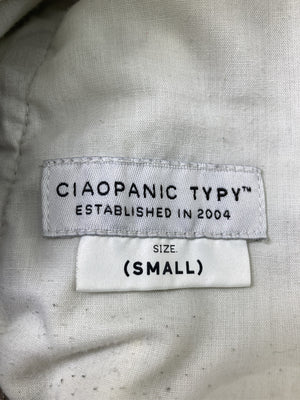 CIAOPANIC TYPY™
ESTABLISHED IN 2004
SIZE.
(SMALL)